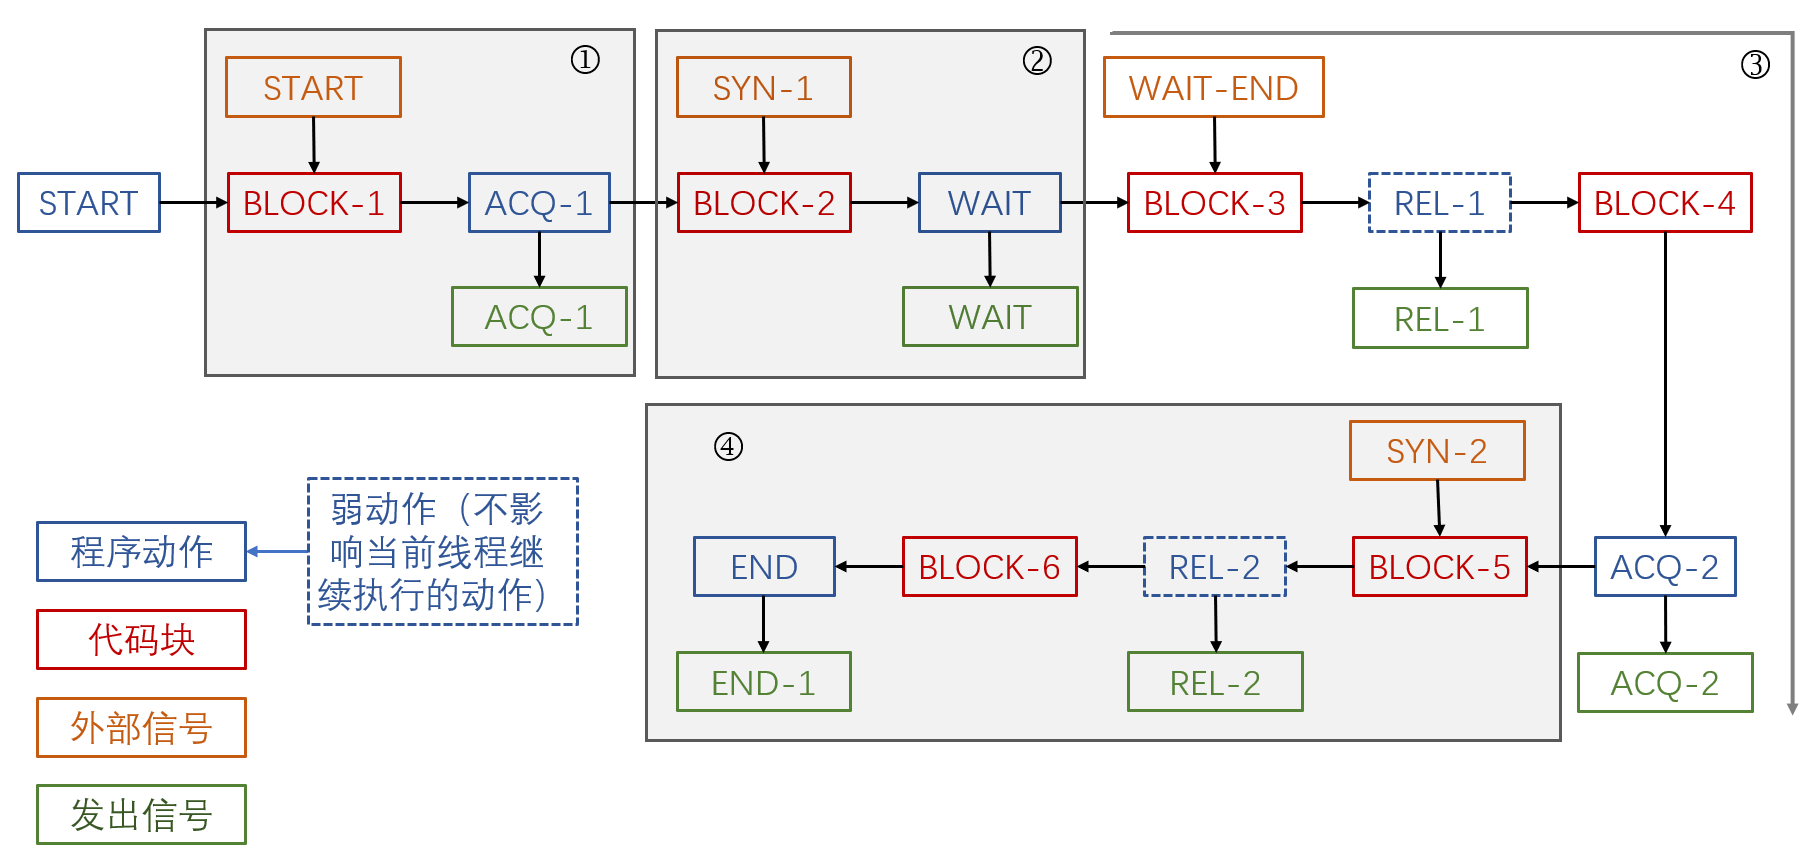 ①
②
③
START
SYN-1
WAIT-END
START
BLOCK-1
ACQ-1
BLOCK-2
WAIT
BLOCK-3
REL-1
BLOCK-4
ACQ-1
WAIT
REL-1
④
SYN-2
END
BLOCK-6
REL-2
BLOCK-5
ACQ-2
END-1
REL-2
ACQ-2
弱动作（不影
响当前线程继
续执行的动作）
程序动作
代码块
外部信号
发出信号